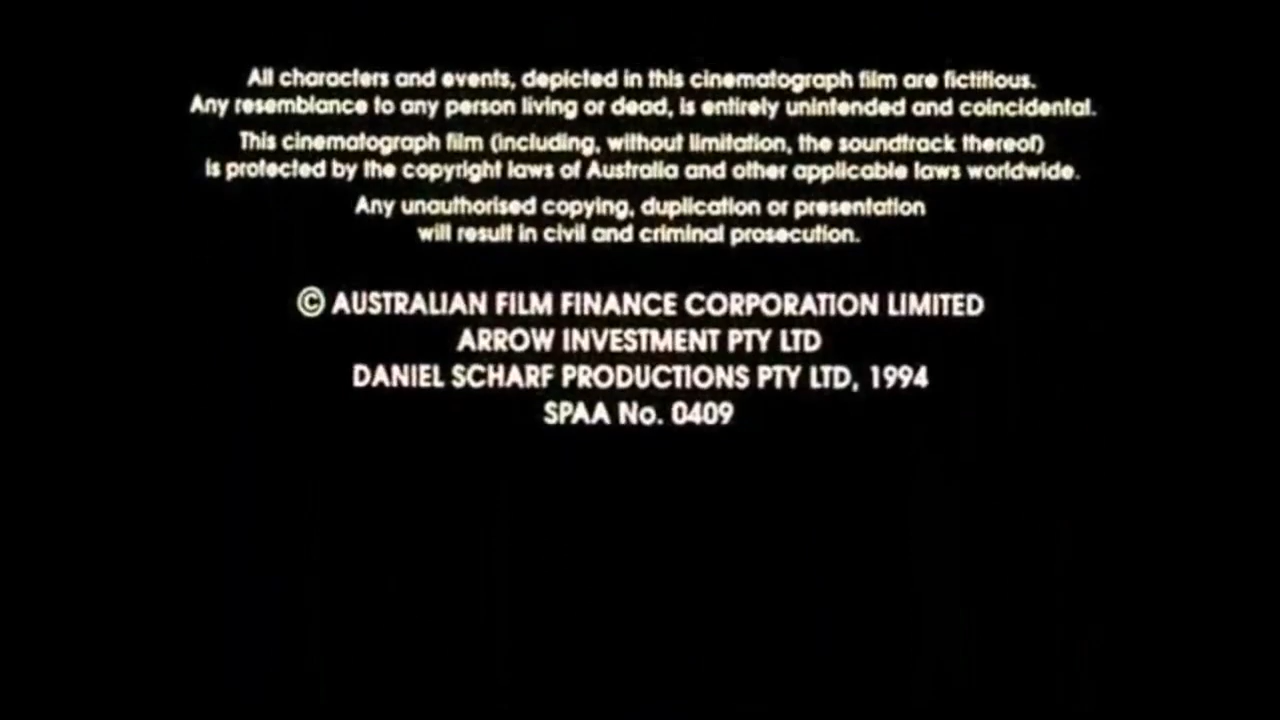 All characters and events, depicted in this cinematograph film are fictitious.
Any resemblance to any person living or dead, is entirely unintended and coincidental.
This cinematograph film (including, without limitation, the soundtrack thereof)
is protected by the copyright laws of Australia and other applicable laws worldwide.
Any unauthorised copying, duplication or presentation
will result in civil and criminal prosecution.
© AUSTRALIAN FILM FINANCE CORPORATION LIMITED
ARROW INVESTMENT PTY LTD
DANIEL SCHARF PRODUCTIONS PTY LTD, 1994
SPAA No. 0409